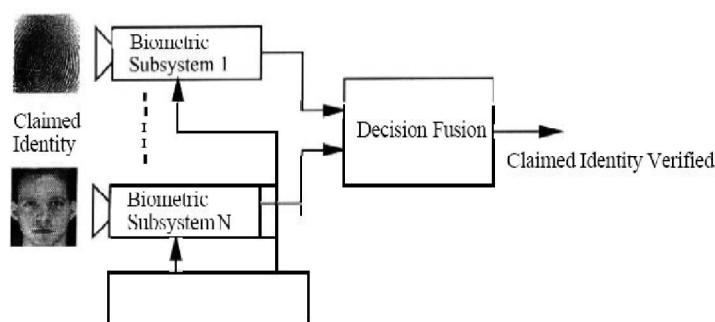 Biometric
Subsystem 1
Claimed
Identity
Decision Fusion
Claimed Identity Verified
Biometric
Subsystem N